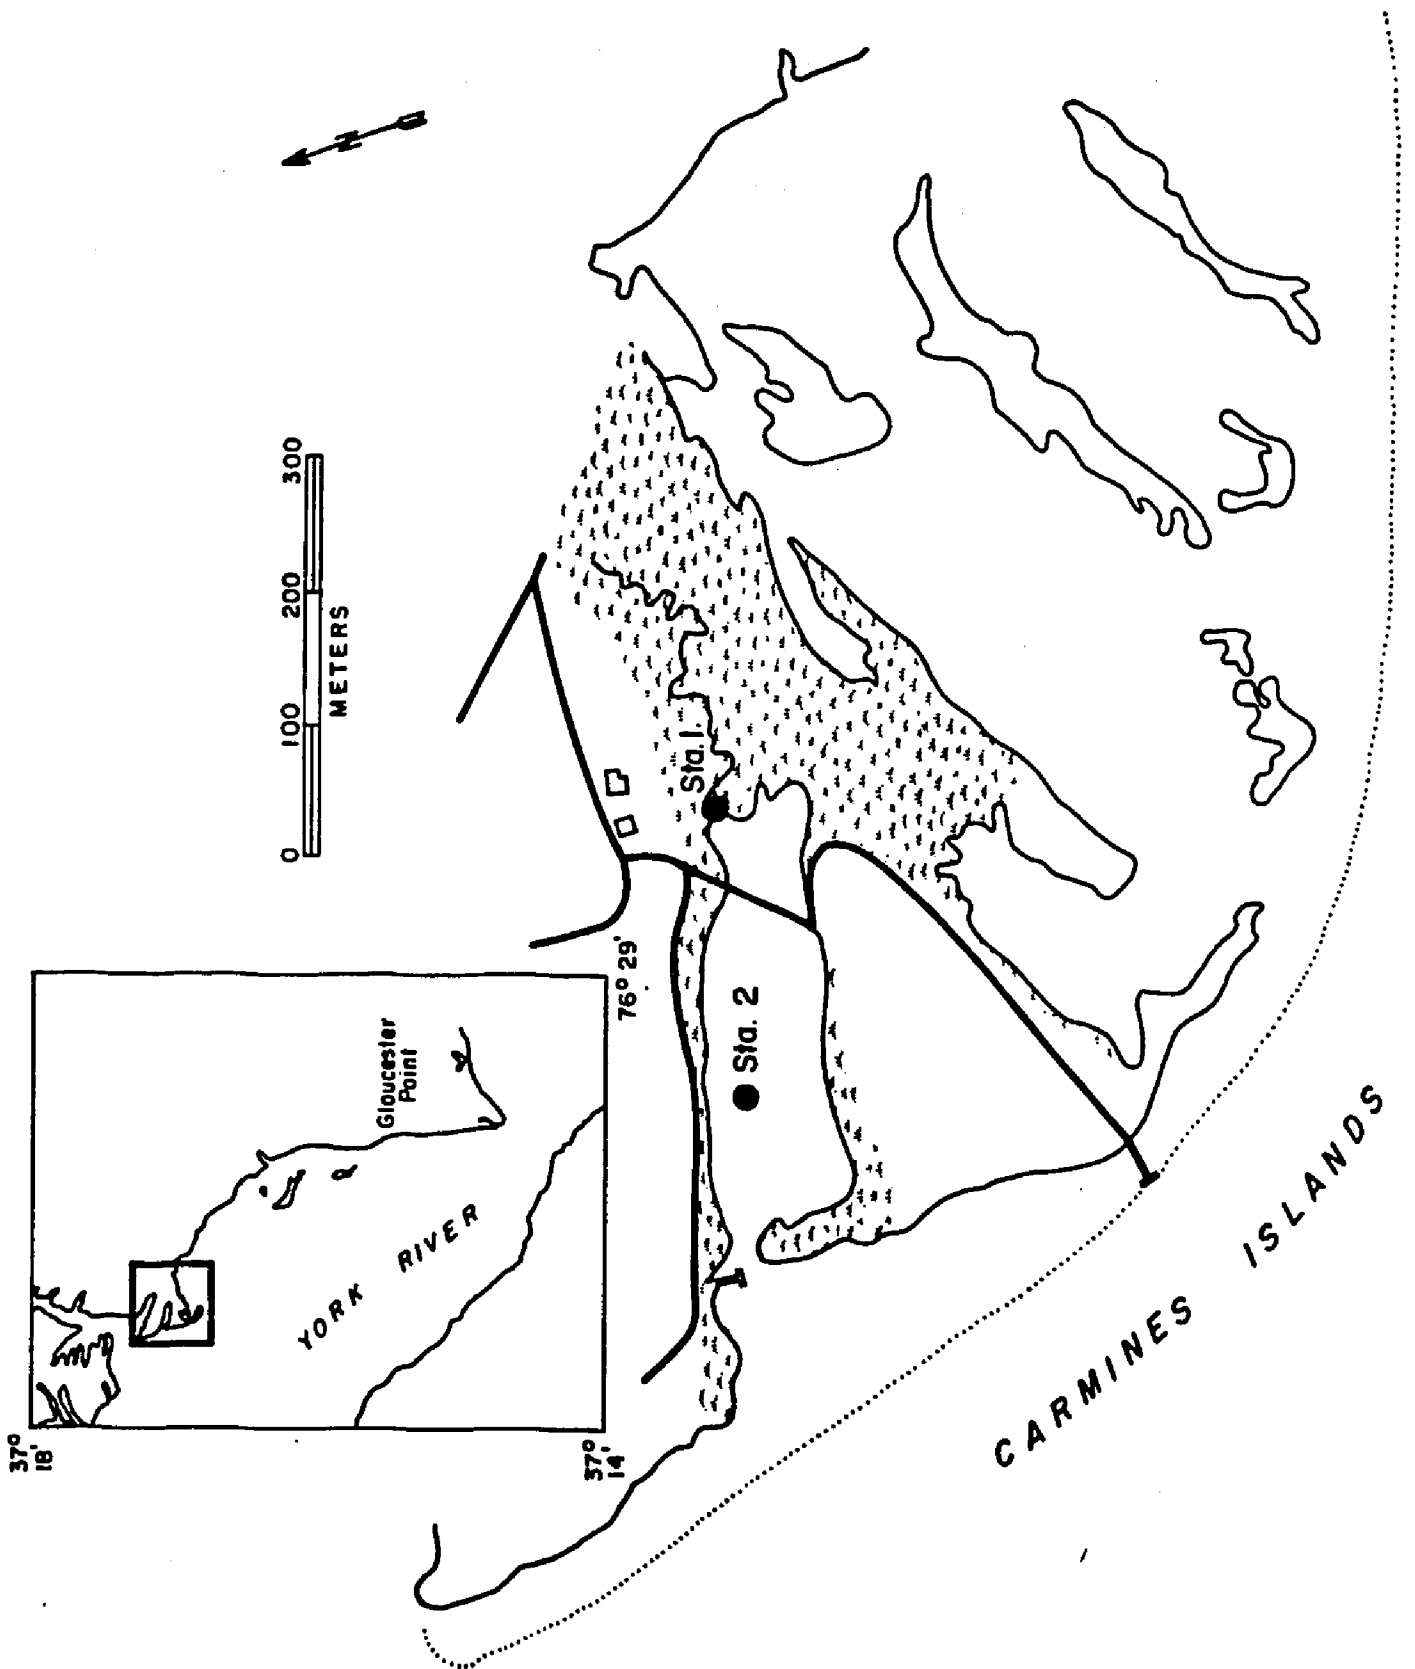 37°
18'
37°
14'
76° 29'
Gloucester
Point
YORK RIVER
0 100 200 300
METERS
N
Sta. 1.
Sta. 2
CARMINES ISLANDS